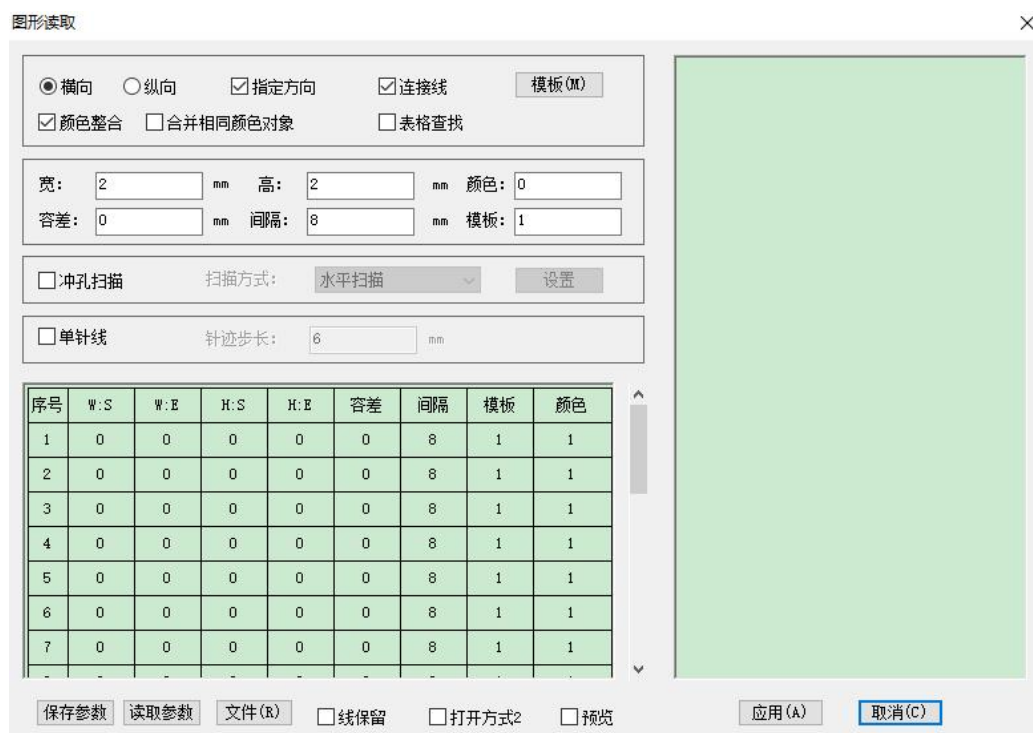 图形读取
横向 纵向 指定方向 连接线 模板(M)
颜色整合 合并相同颜色对象 表格查找
宽: 2 mm 高: 2 mm 颜色: 0
容差: 0 mm 间隔: 8 mm 模板: 1
冲孔扫描 扫描方式: 水平扫描 设置
单针线 针迹步长: 6 mm
序号 W:S W:E H:S H:E 容差 间隔 模板 颜色
1 0 0 0 0 0 8 1 1
2 0 0 0 0 0 8 1 1
3 0 0 0 0 0 8 1 1
4 0 0 0 0 0 8 1 1
5 0 0 0 0 0 8 1 1
6 0 0 0 0 0 8 1 1
7 0 0 0 0 0 8 1 1
保存参数 读取参数 文件(R) 线保留 打开方式2 预览 应用(A) 取消(C)